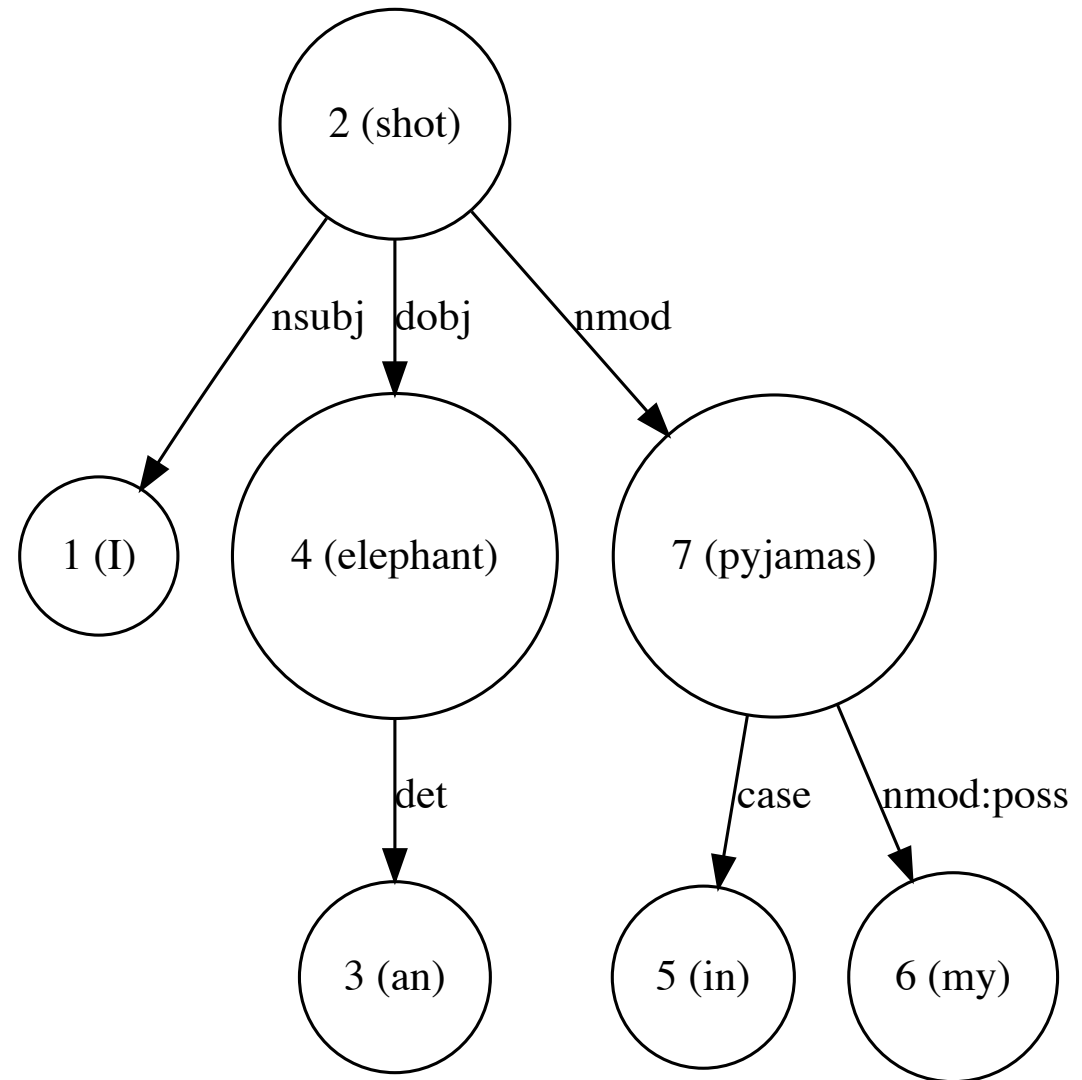 2 (shot)
nsubj
dobj
nmod
1 (I)
4 (elephant)
7 (pyjamas)
det
case
nmod:poss
3 (an)
5 (in)
6 (my)